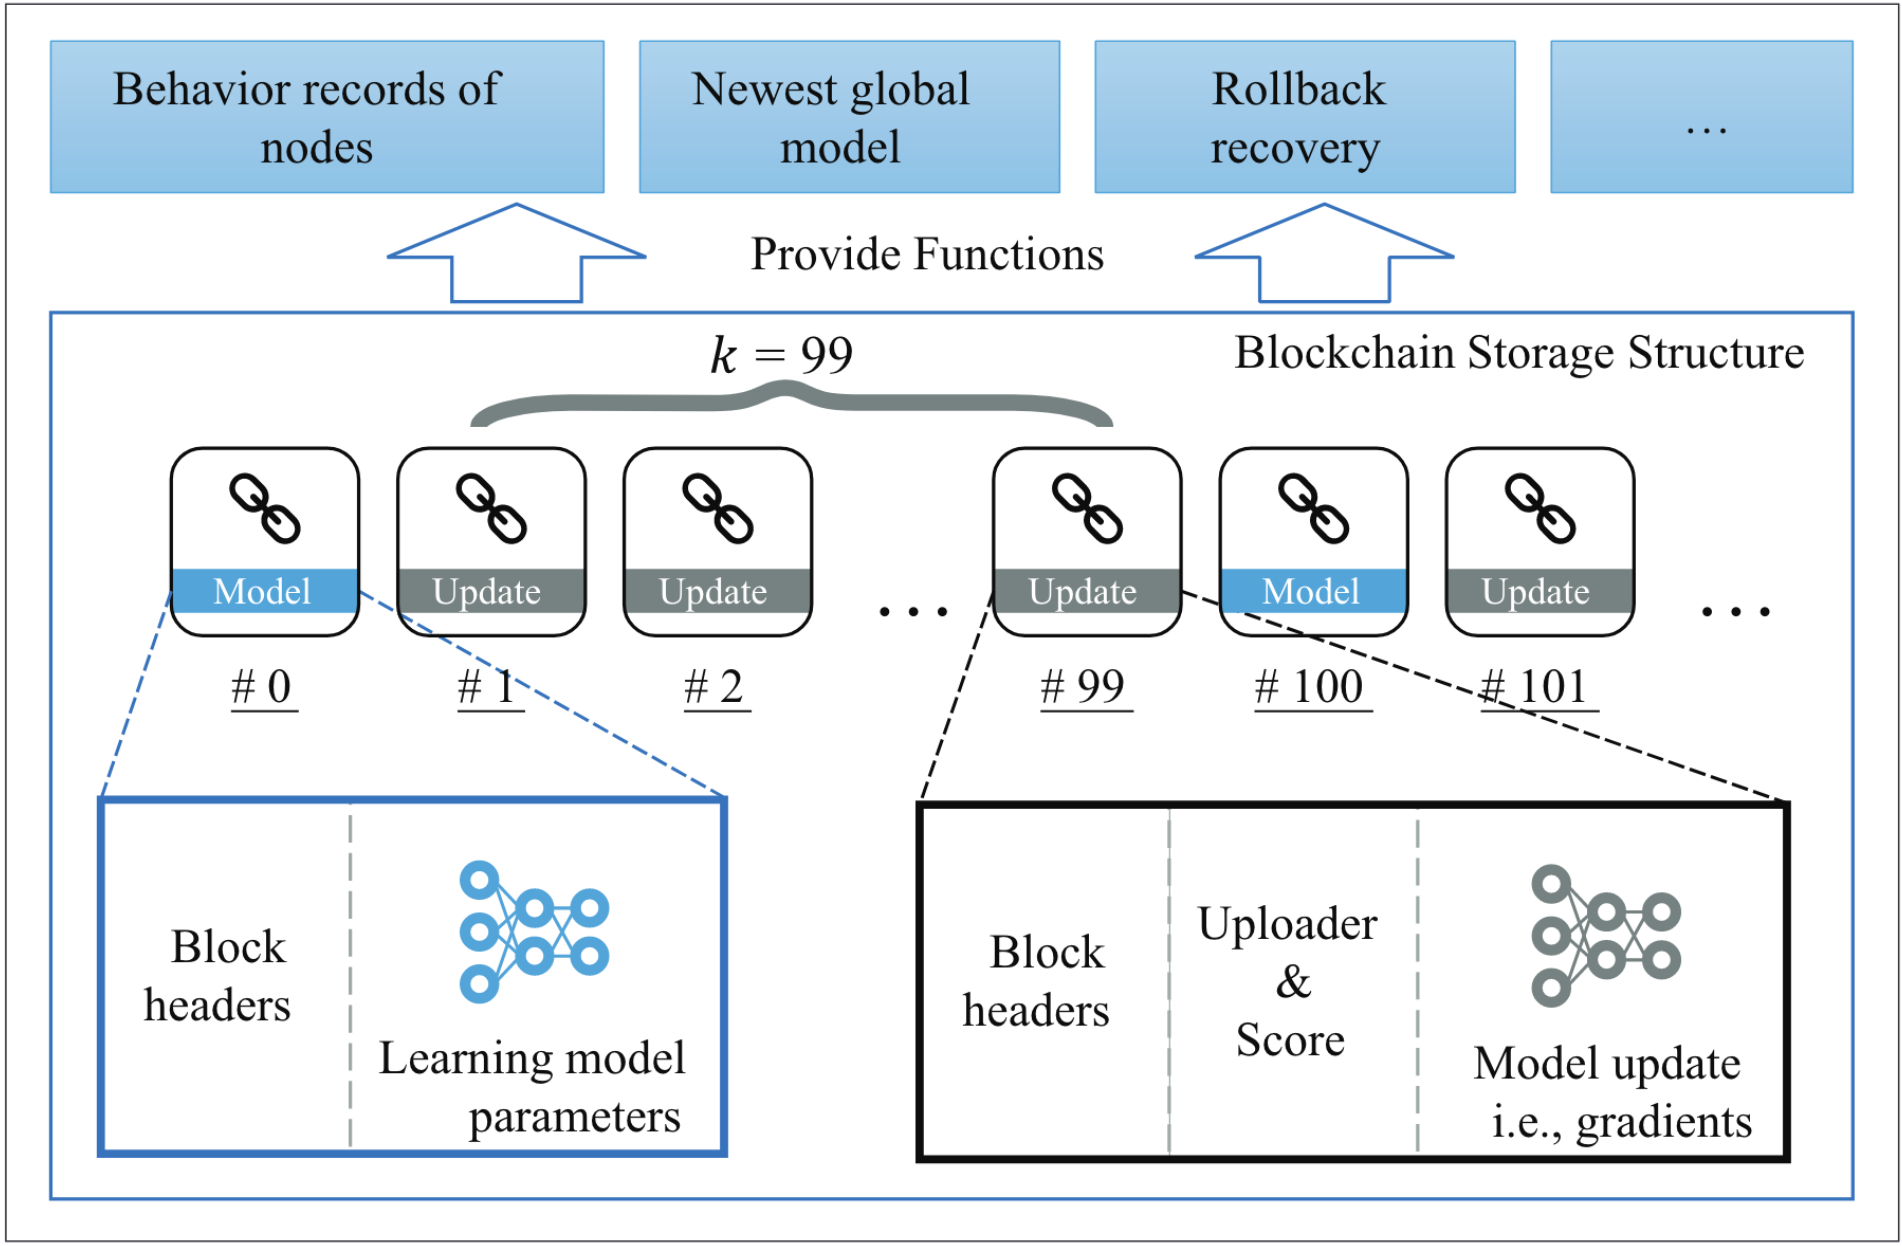 Behavior records of
nodes
Newest global
model
Rollback
recovery
...
Provide Functions
k = 99
Blockchain Storage Structure
Model
Update
Update
...
Update
Model
Update
...
# 0
# 1
# 2
# 99
# 100
# 101
Block
headers
Learning model
parameters
Block
headers
Uploader
&
Score
Model update
i.e., gradients